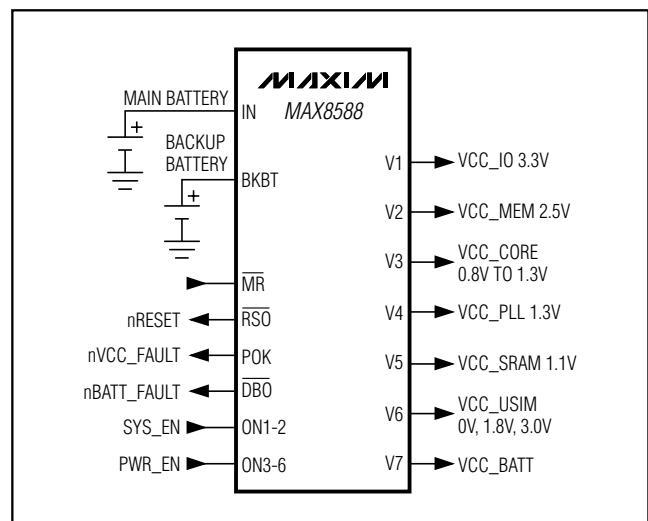 MAXIM
MAX8588
MAIN BATTERY
+
IN
BACKUP
BATTERY
+
BKBT
MR
nRESET
RSO
nVCC_FAULT
POK
nBATT_FAULT
DBO
SYS_EN
ON1-2
PWR_EN
ON3-6
V1
VCC_IO 3.3V
V2
VCC_MEM 2.5V
V3
VCC_CORE
0.8V TO 1.3V
V4
VCC_PLL 1.3V
V5
VCC_SRAM 1.1V
V6
VCC_USIM
0V, 1.8V, 3.0V
V7
VCC_BATT